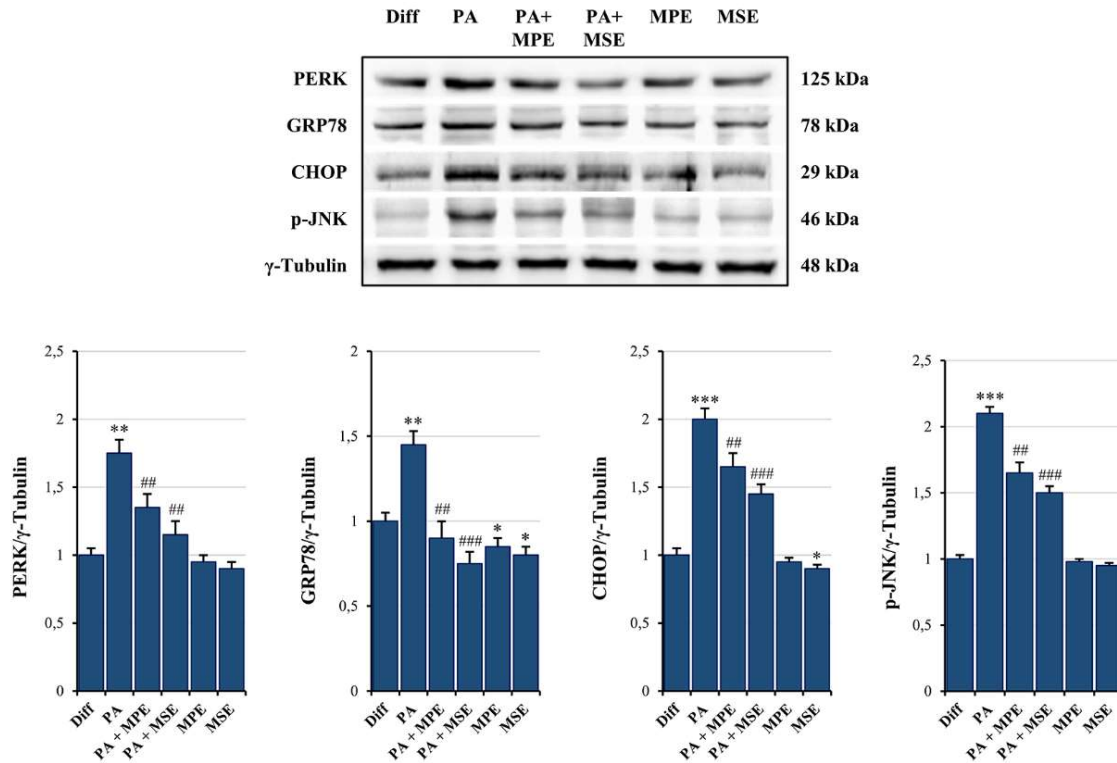 Diff PA PA+ PA+ MPE MSE
MPE MSE
PERK 125 kDa
GRP78 78 kDa
CHOP 29 kDa
p-JNK 46 kDa
γ-Tubulin 48 kDa
PERK/γ-Tubulin
2,5
2
1,5
1
0,5
0
**
##
##
Diff
PA
PA + MPE
PA + MSE
MPE
MSE
GRP78/γ-Tubulin
2
1,5
1
0,5
0
**
##
###
*
*
Diff
PA
PA + MPE
PA + MSE
MPE
MSE
CHOP/γ-Tubulin
2,5
2
1,5
1
0,5
0
***
##
###
*
Diff
PA
PA + MPE
PA + MSE
MPE
MSE
p-JNK/γ-Tubulin
2,5
2
1,5
1
0,5
0
***
##
###
Diff
PA
PA + MPE
PA + MSE
MPE
MSE